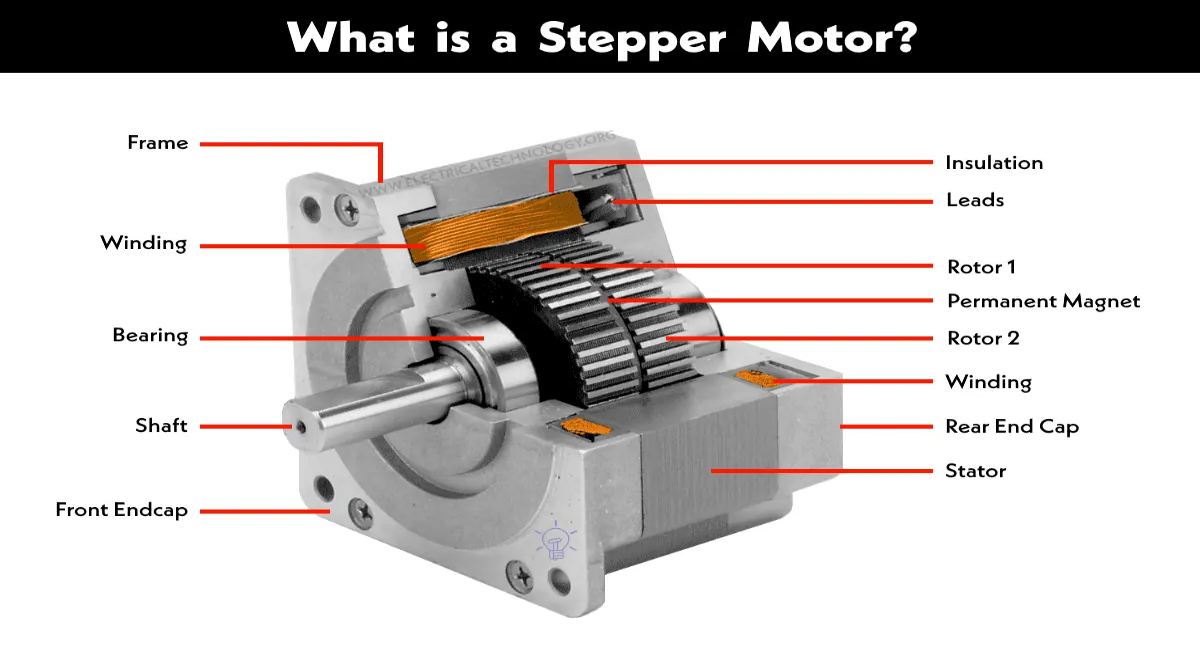 What is a Stepper Motor?
WWW.ELECTRICALTECHNOLOGY.ORG
Frame
Winding
Bearing
Shaft
Front Endcap
Insulation
Leads
Rotor 1
Permanent Magnet
Rotor 2
Winding
Rear End Cap
Stator